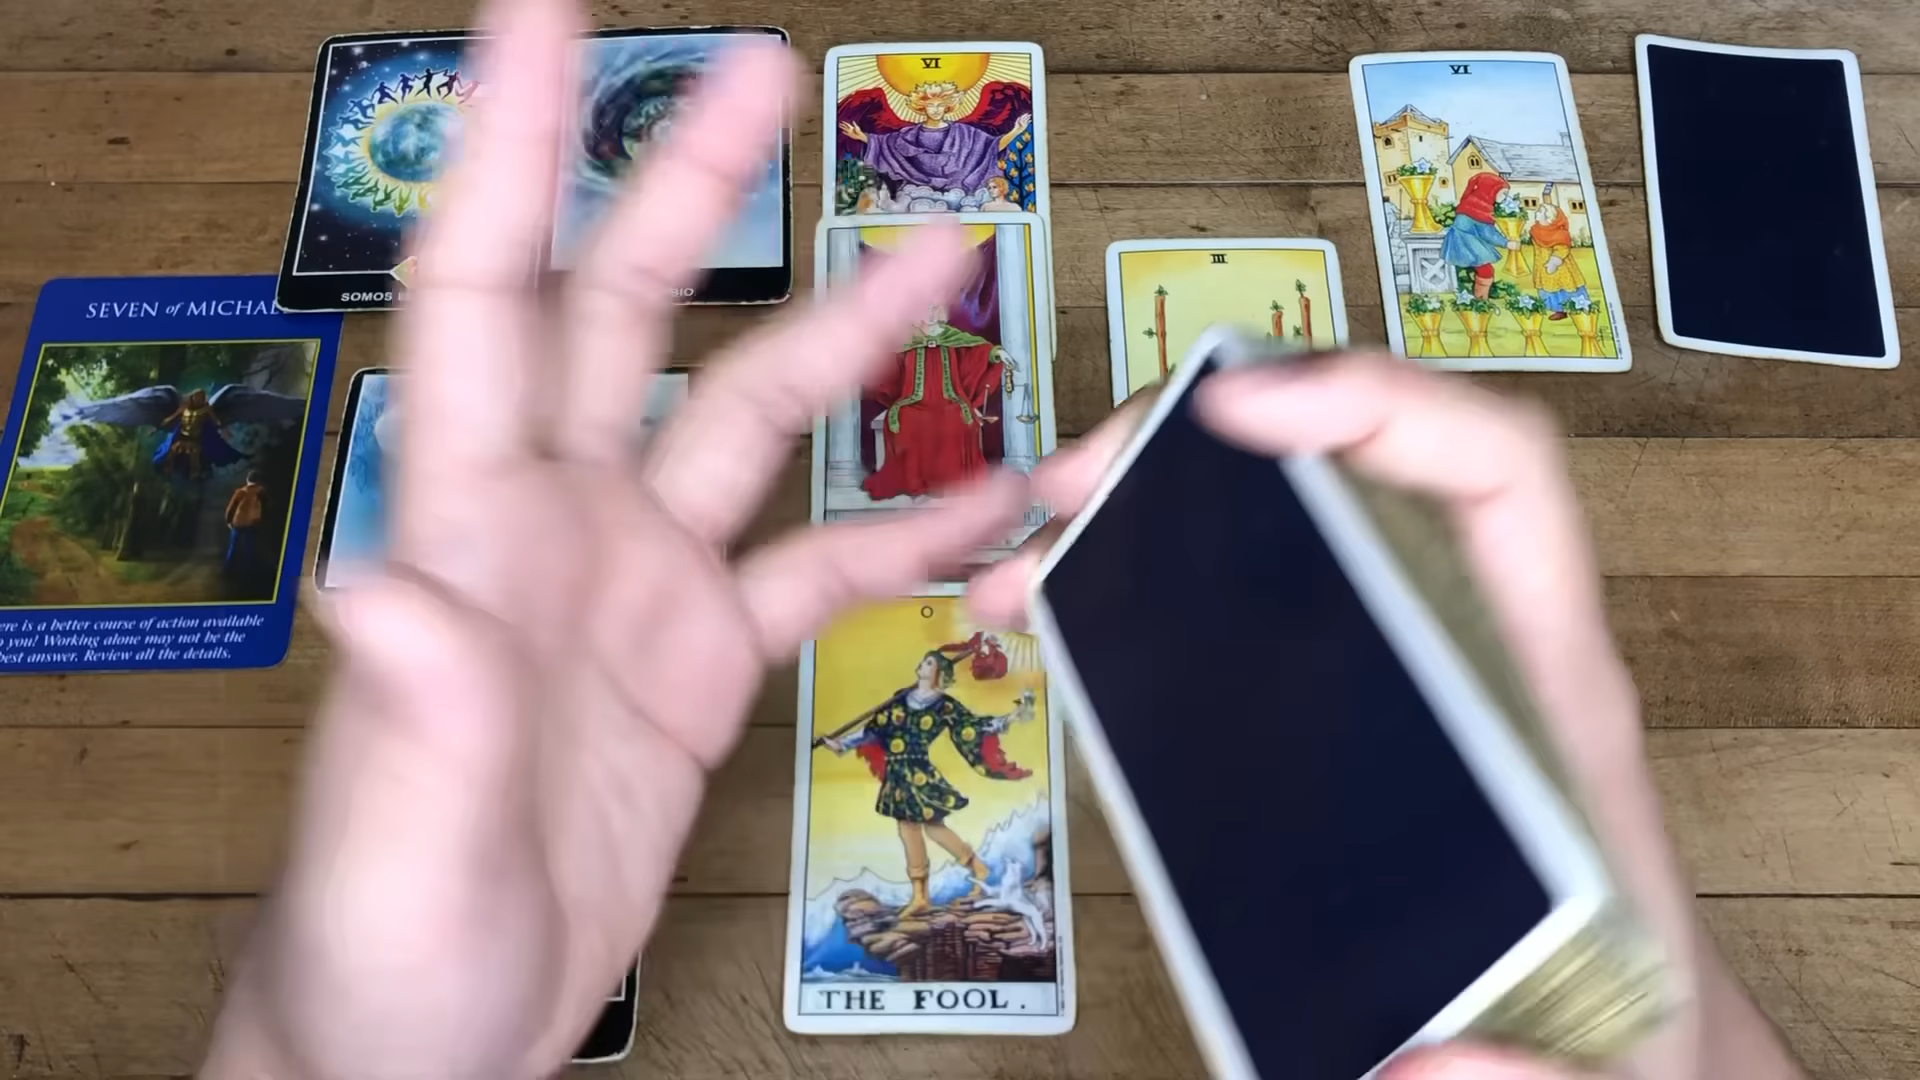 VI
VI
III
SEVEN of MICHAEL
SOMOS
BIO
ere is a better course of action available
o you! Working alone may not be the
best answer. Review all the details.
0
THE FOOL.